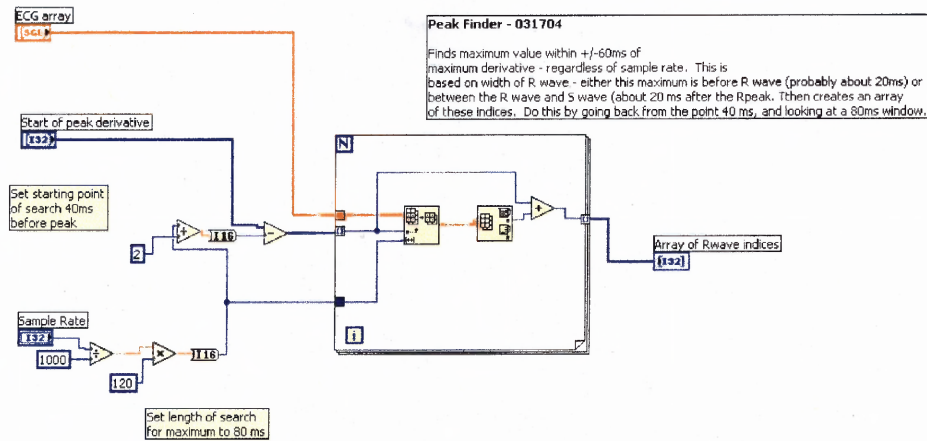 ECG array
SGL
Peak Finder - 031704
Finds maximum value within +/-60ms of
maximum derivative - regardless of sample rate. This is
based on width of R wave - either this maximum is before R wave (probably about 20ms) or
between the R wave and S wave (about 20 ms after the Rpeak. Tthen creates an array
of these indices. Do this by going back from the point 40 ms, and looking at a 80ms window.
Start of peak derivative
[I32]
N
Set starting point
of search 40ms
before peak
2
I16
Array of Rwave indices
[I32]
Sample Rate
I32
1000
120
I16
i
Set length of search
for maximum to 80 ms